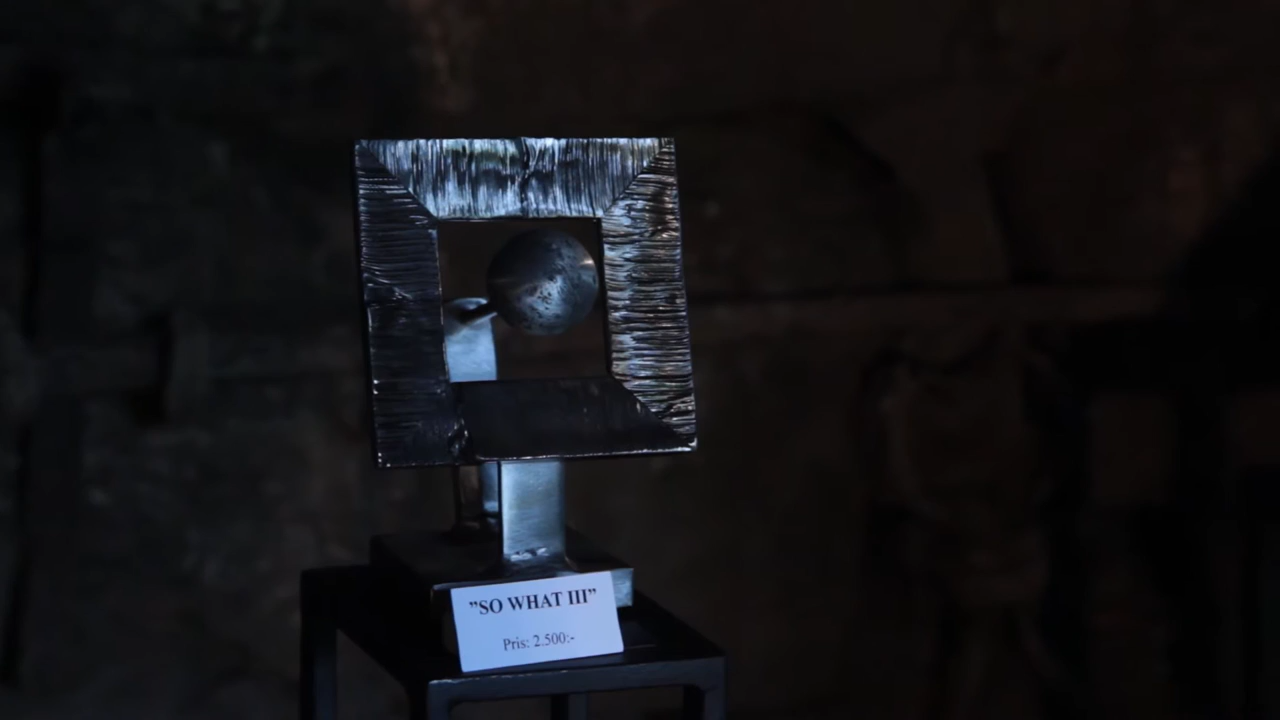 ”SO WHAT III”
Pris: 2.500:-